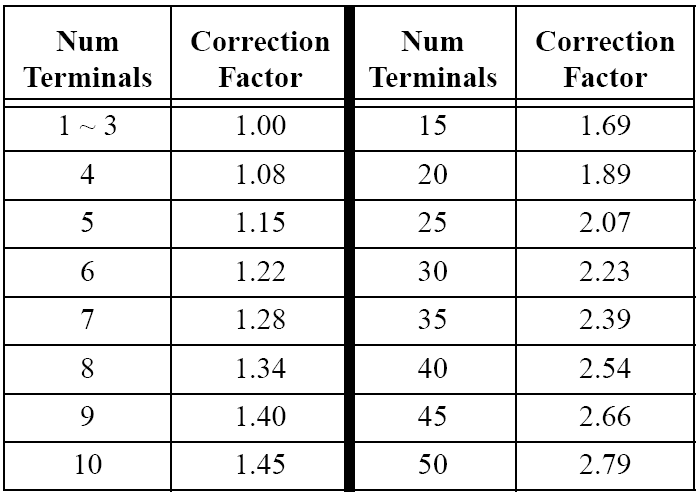 Num Terminals Correction Factor Num Terminals Correction Factor
1 ~ 3 1.00 15 1.69
4 1.08 20 1.89
5 1.15 25 2.07
6 1.22 30 2.23
7 1.28 35 2.39
8 1.34 40 2.54
9 1.40 45 2.66
10 1.45 50 2.79